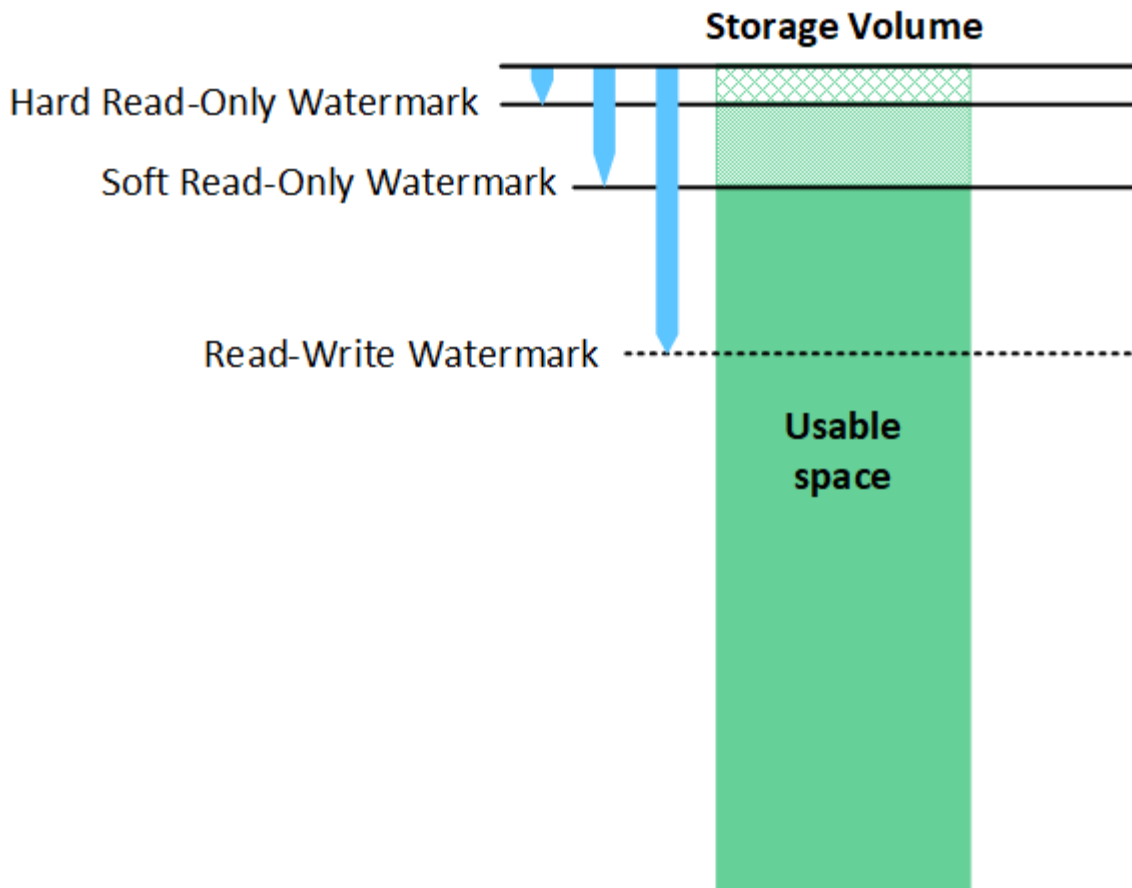 Storage Volume
Hard Read-Only Watermark
Soft Read-Only Watermark
Read-Write Watermark
Usable
space